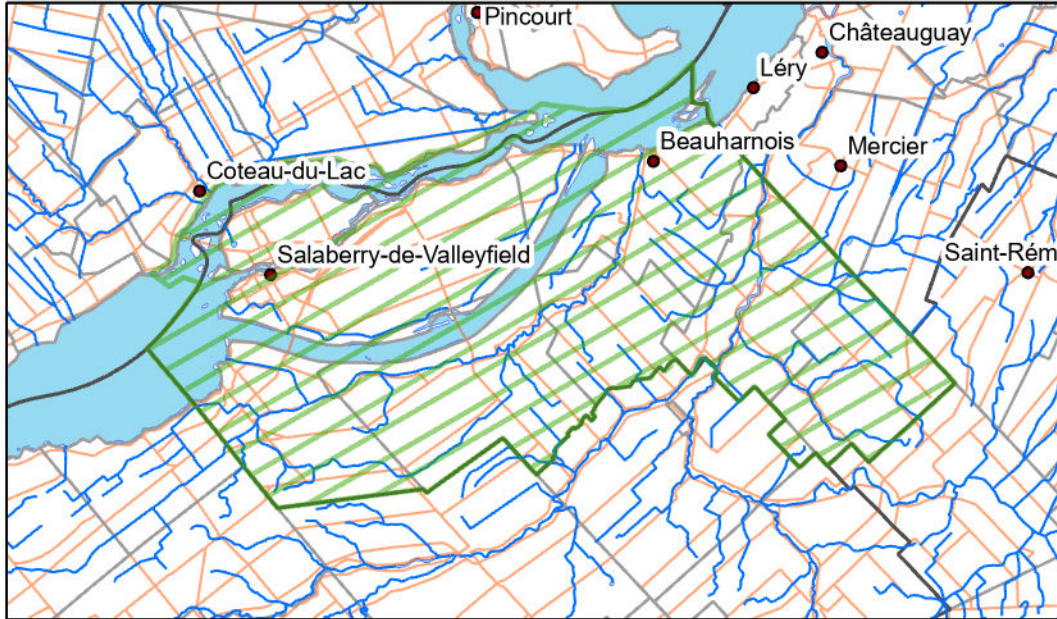 Pincourt
Châteauguay
Léry
Beauharnois
Mercier
Coteau-du-Lac
Salaberry-de-Valleyfield
Saint-Rém